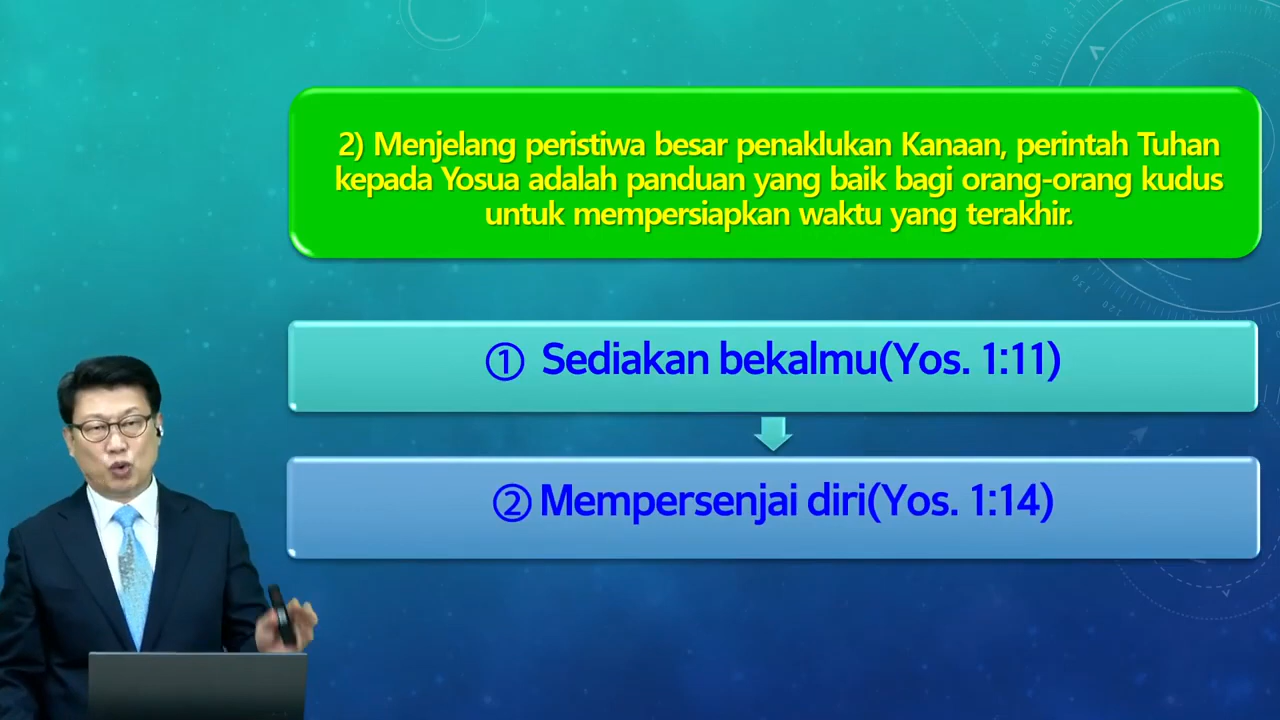 2) Menjelang peristiwa besar penaklukan Kanaan, perintah Tuhan
kepada Yosua adalah panduan yang baik bagi orang-orang kudus
untuk mempersiapkan waktu yang terakhir.
① Sediakan bekalmu(Yos. 1:11)
② Mempersenjai diri(Yos. 1:14)